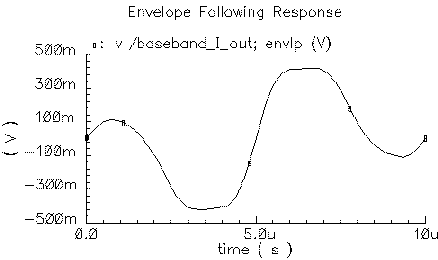 Envelope Following Response
: v /baseband_I_out; envlp (V)
500m
300m
100m
( V )
-100m
-300m
-500m
0.0 5.0u 10u
time ( s )